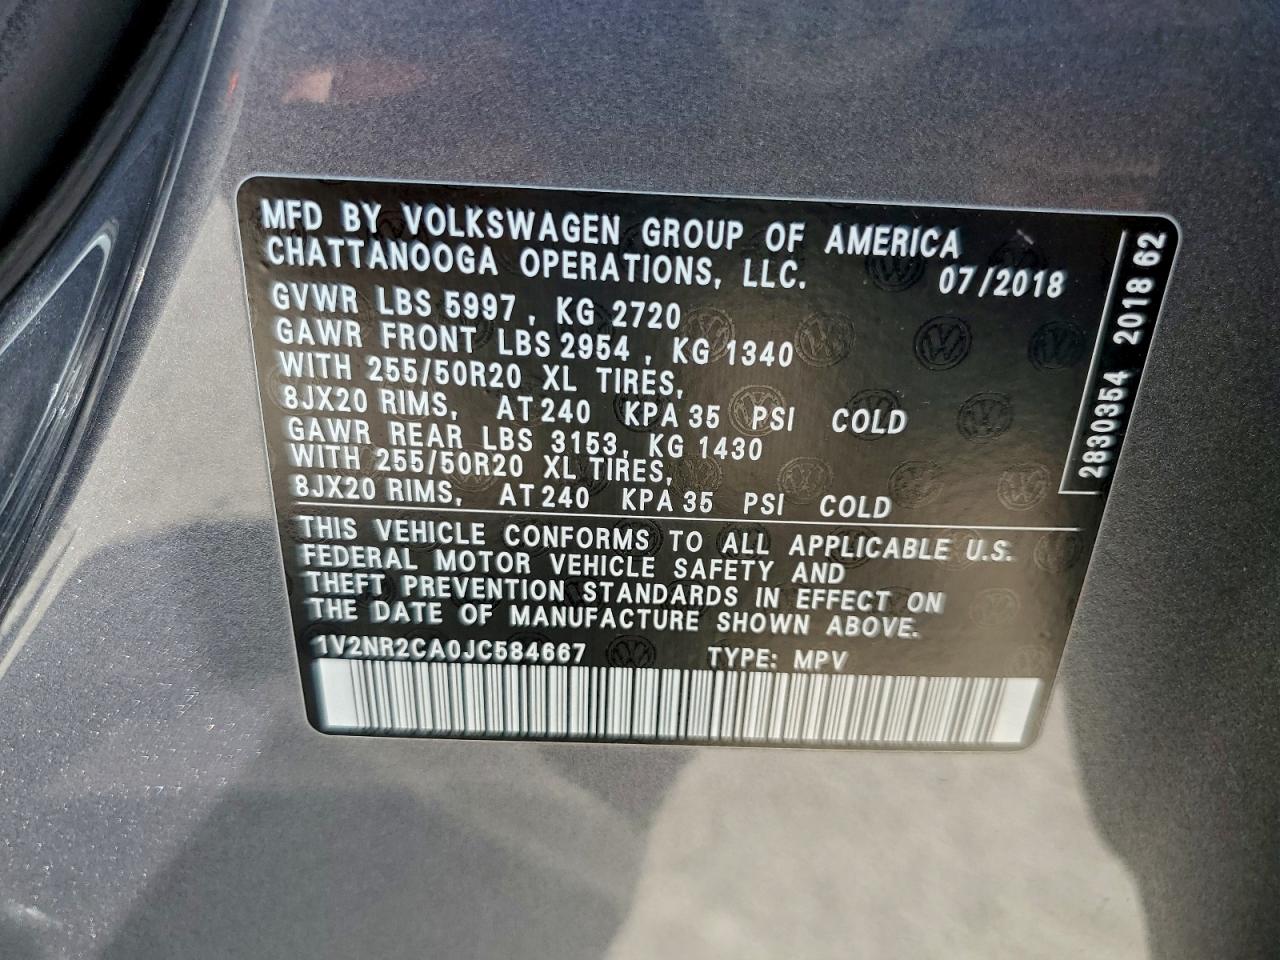 MFD BY VOLKSWAGEN GROUP OF AMERICA
CHATTANOOGA OPERATIONS, LLC. 07/2018
GVWR LBS 5997, KG 2720
GAWR FRONT LBS 2954, KG 1340
WITH 255/50R20 XL TIRES,
8JX20 RIMS, AT 240 KPA 35 PSI COLD
GAWR REAR LBS 3153, KG 1430
WITH 255/50R20 XL TIRES,
8JX20 RIMS, AT 240 KPA 35 PSI COLD
THIS VEHICLE CONFORMS TO ALL APPLICABLE U.S.
FEDERAL MOTOR VEHICLE SAFETY AND
THEFT PREVENTION STANDARDS IN EFFECT ON
THE DATE OF MANUFACTURE SHOWN ABOVE.
1V2NR2CA0JC584667 TYPE: MPV
2830354 2018 62